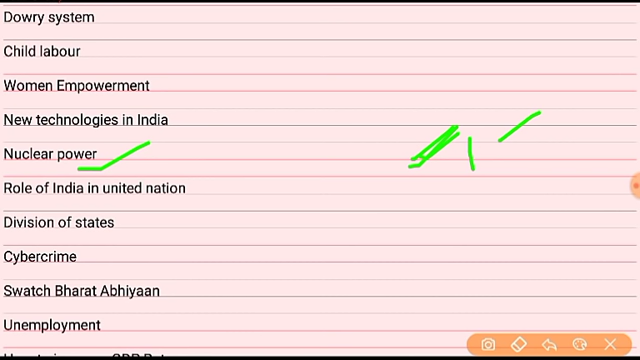 Dowry system
Child labour
Women Empowerment
New technologies in India
Nuclear power
Role of India in united nation
Division of states
Cybercrime
Swatch Bharat Abhiyaan
Unemployment